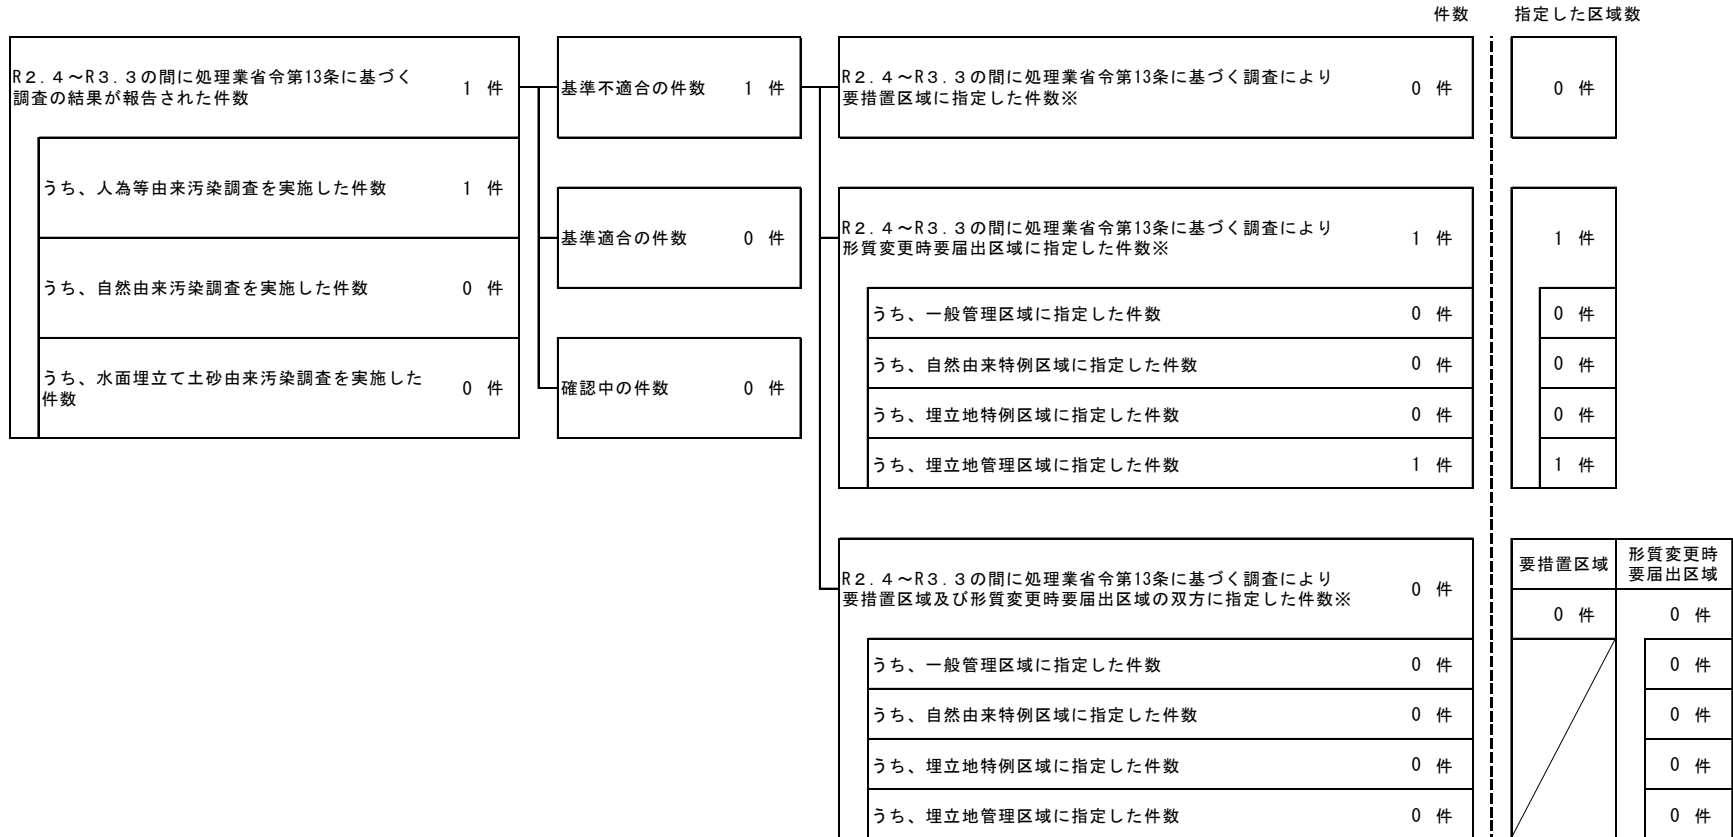 件数 指定した区域数
R２.４～R３.３の間に処理業省令第13条に基づく
調査の結果が報告された件数 1 件
うち、人為等由来汚染調査を実施した件数 1 件
うち、自然由来汚染調査を実施した件数 0 件
うち、水面埋立て土砂由来汚染調査を実施した
件数 0 件
基準不適合の件数 1 件
基準適合の件数 0 件
確認中の件数 0 件
R２.４～R３.３の間に処理業省令第13条に基づく調査により
要措置区域に指定した件数※ 0 件 0 件
R２.４～R３.３の間に処理業省令第13条に基づく調査により
形質変更時要届出区域に指定した件数※ 1 件 1 件
うち、一般管理区域に指定した件数 0 件 0 件
うち、自然由来特例区域に指定した件数 0 件 0 件
うち、埋立地特例区域に指定した件数 0 件 0 件
うち、埋立地管理区域に指定した件数 1 件 1 件
要措置区域 形質変更時
要届出区域
R２.４～R３.３の間に処理業省令第13条に基づく調査により
要措置区域及び形質変更時要届出区域の双方に指定した件数※ 0 件
0 件 0 件
うち、一般管理区域に指定した件数 0 件 0 件
うち、自然由来特例区域に指定した件数 0 件 0 件
うち、埋立地特例区域に指定した件数 0 件 0 件
うち、埋立地管理区域に指定した件数 0 件 0 件